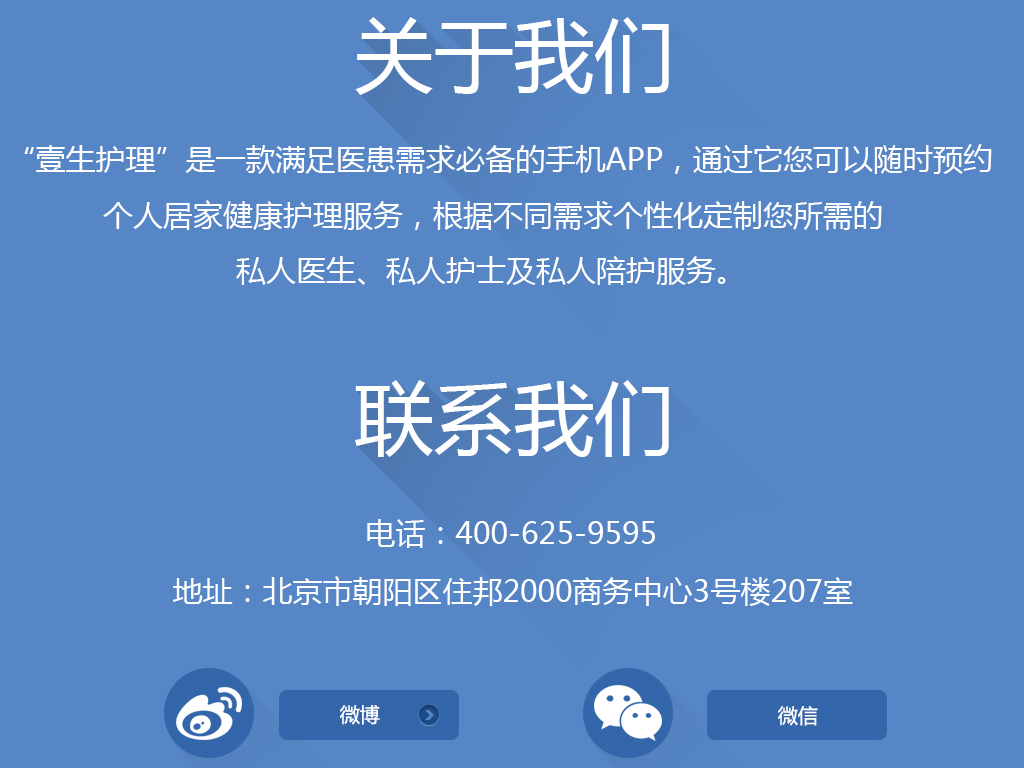 关于我们
“壹生护理”是一款满足医患需求必备的手机APP，通过它您可以随时预约
个人居家健康护理服务，根据不同需求个性化定制您所需的
私人医生、私人护士及私人陪护服务。
联系我们
电话：400-625-9595
地址：北京市朝阳区住邦2000商务中心3号楼207室
微博
微信